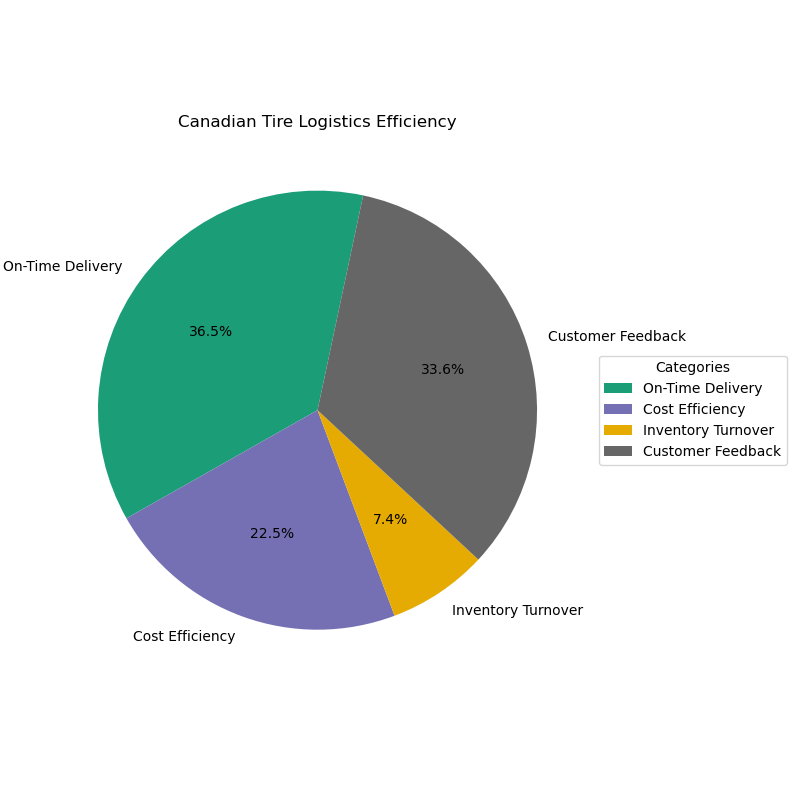 Canadian Tire Logistics Efficiency
On-Time Delivery
36.5%
Customer Feedback
33.6%
Categories
On-Time Delivery
Cost Efficiency
Inventory Turnover
Customer Feedback
7.4%
22.5%
Inventory Turnover
Cost Efficiency